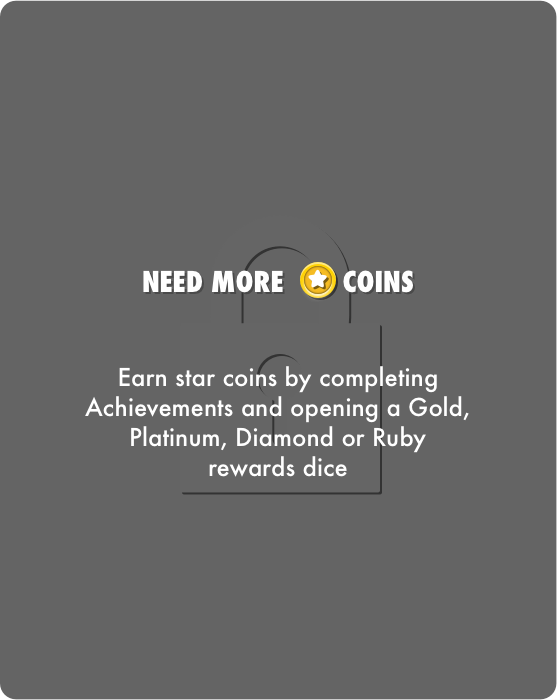 NEED MORE COINS
Earn star coins by completing
Achievements and opening a Gold,
Platinum, Diamond or Ruby
rewards dice